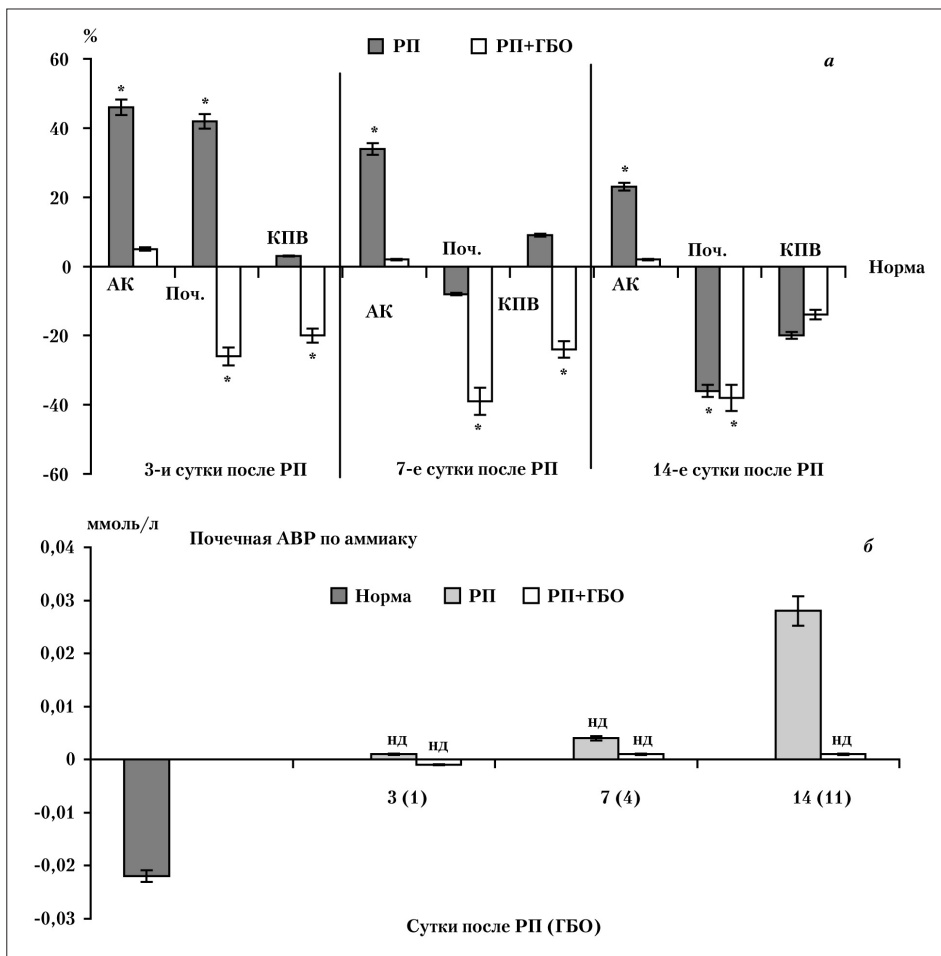 %
РП РП+ГБО
а
60
40
20
0
-20
-40
-60
* * * *
АК Поч. КПВ АК Поч. КПВ АК Поч. КПВ
Норма
* * * * * *
3-и сутки после РП 7-е сутки после РП 14-е сутки после РП
ммоль/л
Почечная АВР по аммиаку
б
Норма РП РП+ГБО
0,04
0,03
0,02
0,01
0
-0,01
-0,02
-0,03
нд нд нд нд нд
3 (1) 7 (4) 14 (11)
Сутки после РП (ГБО)